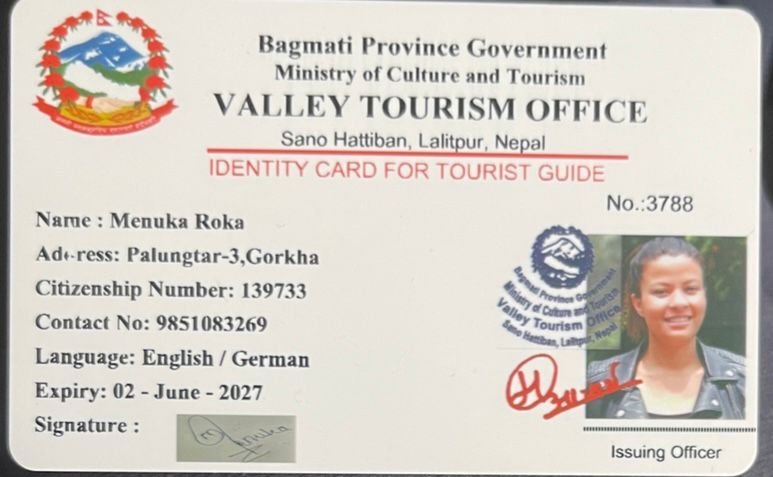 Bagmati Province Government
Ministry of Culture and Tourism
VALLEY TOURISM OFFICE
Sano Hattiban, Lalitpur, Nepal
IDENTITY CARD FOR TOURIST GUIDE
No.:3788
Name : Menuka Roka
Address: Palungtar-3,Gorkha
Citizenship Number: 139733
Contact No: 9851083269
Language: English / German
Expiry: 02 - June - 2027
Signature :
Menuka
Bagmati Province Government
Ministry of Culture and Tourism
Valley Tourism Office
Sano Hattiban, Lalitpur, Nepal
Issuing Officer